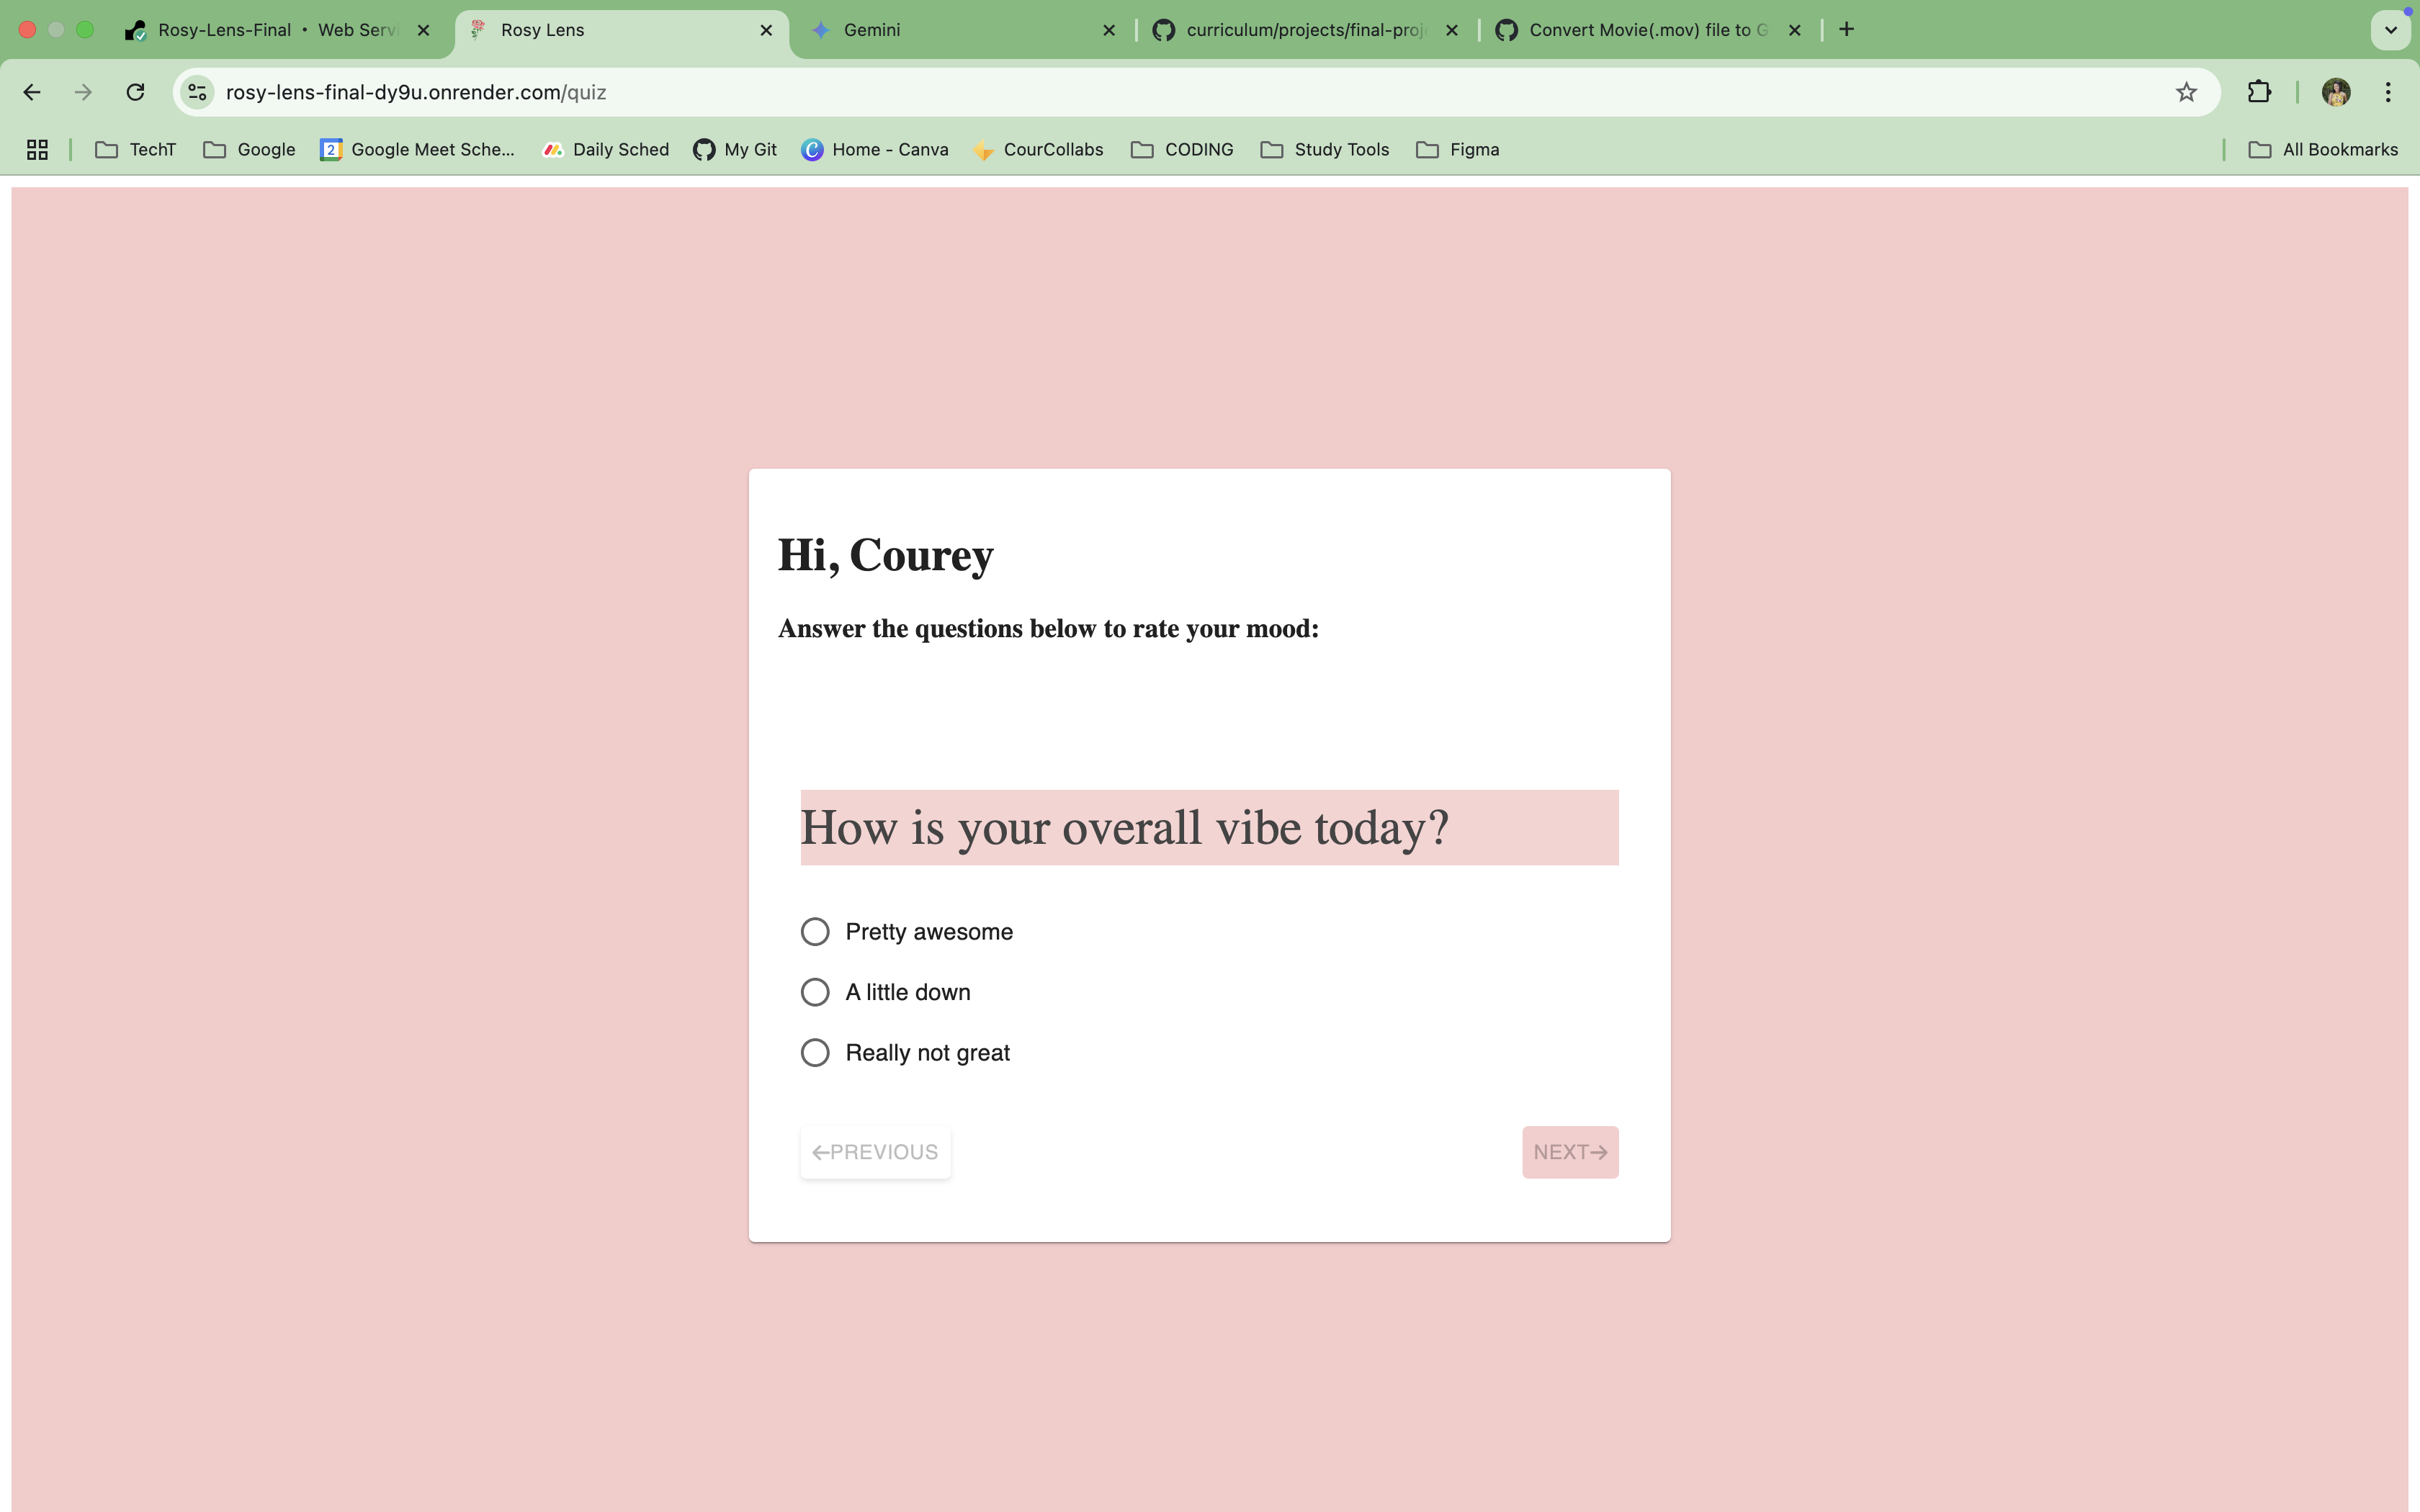 Rosy-Lens-Final • Web Serv
Rosy Lens
Gemini
curriculum/projects/final-proj
Convert Movie(.mov) file to G
rosy-lens-final-dy9u.onrender.com/quiz
TechT
Google
2
Google Meet Sche...
Daily Sched
My Git
C
Home - Canva
CourCollabs
CODING
Study Tools
Figma
All Bookmarks
Hi, Courey
Answer the questions below to rate your mood:
How is your overall vibe today?
Pretty awesome
A little down
Really not great
←PREVIOUS
NEXT→